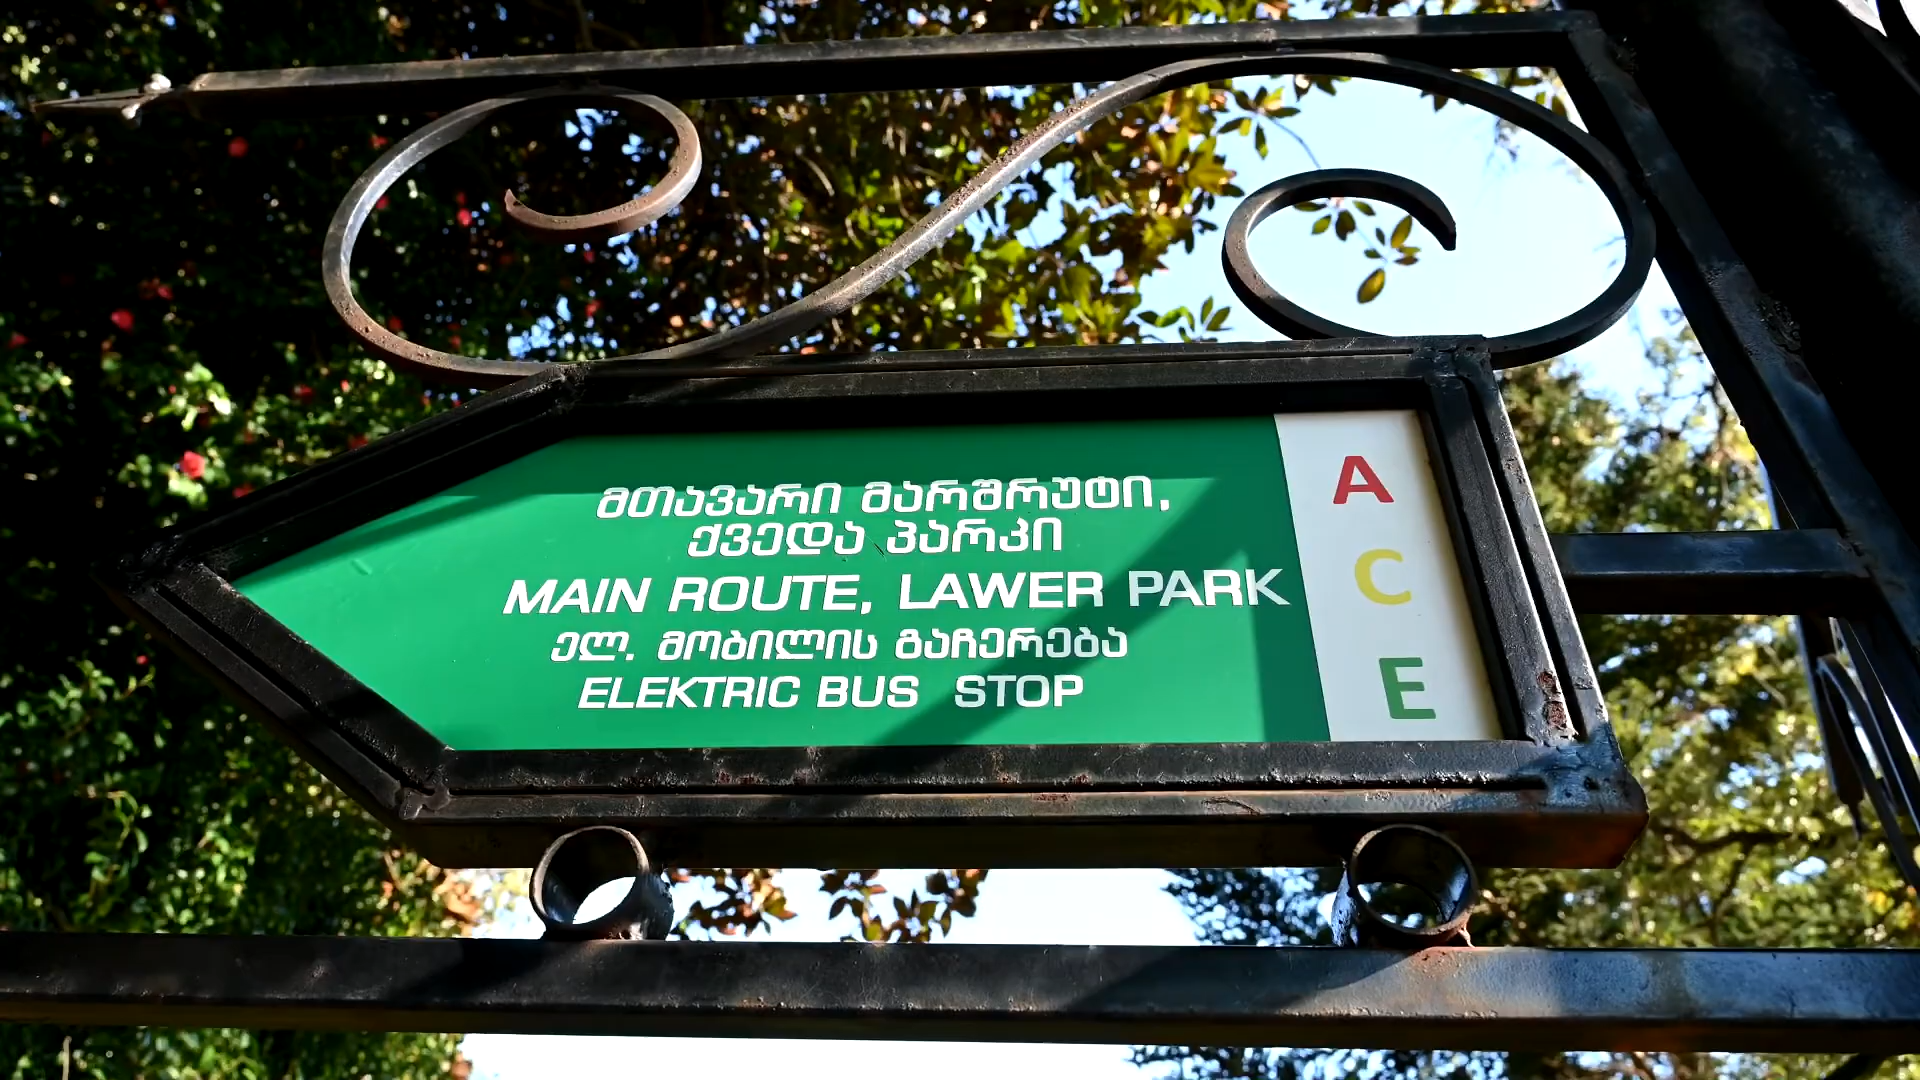 მთავარი მარშრუტი,
ქვედა პარკი
MAIN ROUTE, LAWER PARK
ელ. მობილის გაჩერება
ELEKTRIC BUS STOP
A
C
E